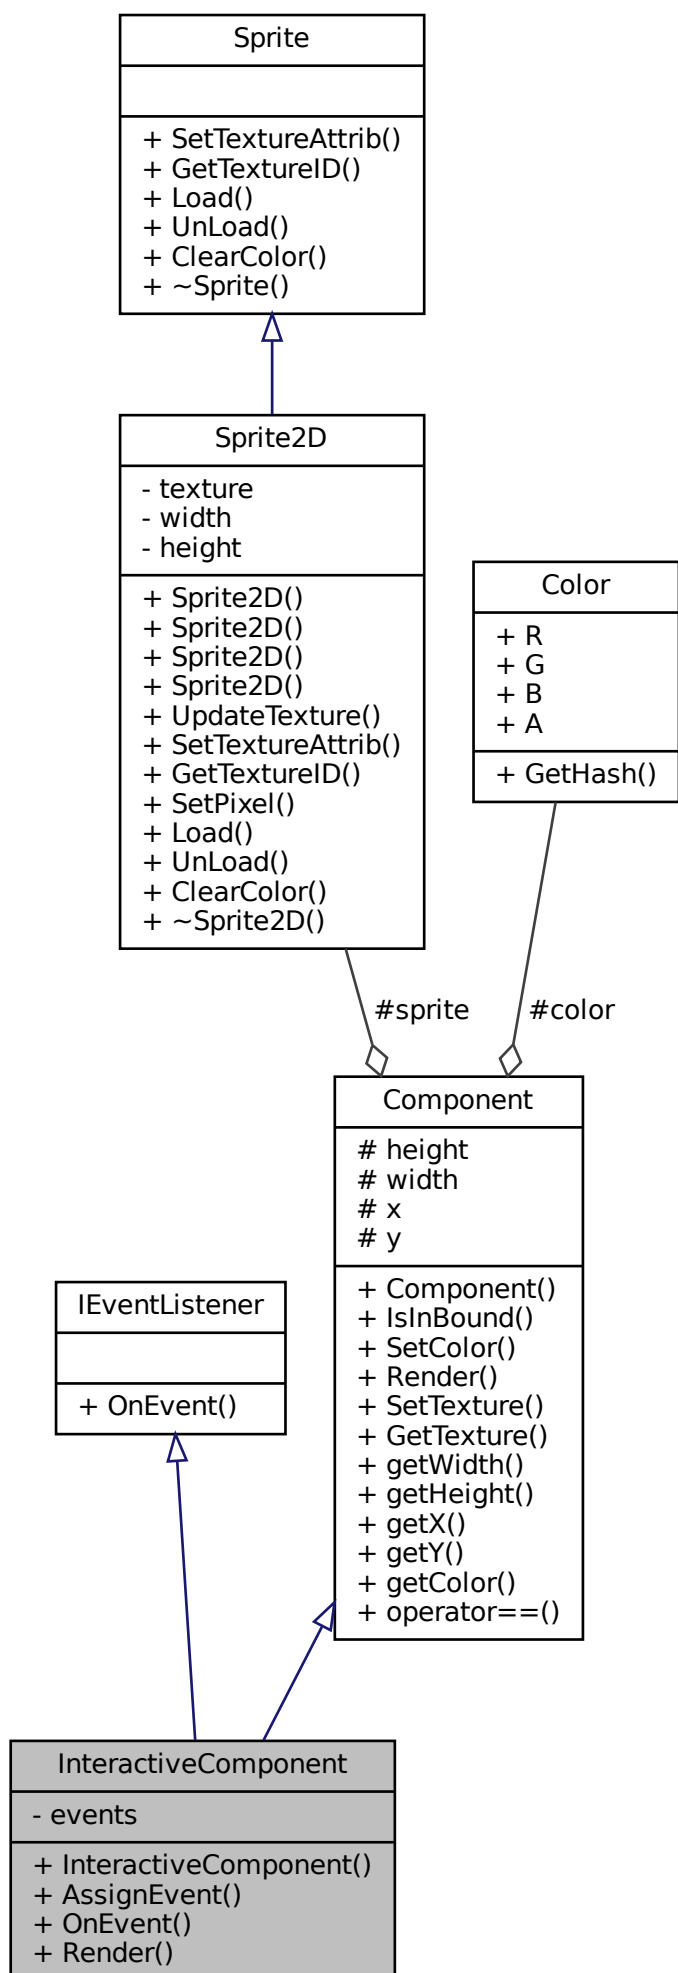 Sprite
+ SetTextureAttrib()
+ GetTextureID()
+ Load()
+ UnLoad()
+ ClearColor()
+ ~Sprite()
Sprite2D
- texture
- width
- height
+ Sprite2D()
+ Sprite2D()
+ Sprite2D()
+ Sprite2D()
+ UpdateTexture()
+ SetTextureAttrib()
+ GetTextureID()
+ SetPixel()
+ Load()
+ UnLoad()
+ ClearColor()
+ ~Sprite2D()
Color
+ R
+ G
+ B
+ A
+ GetHash()
#sprite
#color
Component
# height
# width
# x
# y
+ Component()
+ IsInBound()
+ SetColor()
+ Render()
+ SetTexture()
+ GetTexture()
+ getWidth()
+ getHeight()
+ getX()
+ getY()
+ getColor()
+ operator==()
IEventListener
+ OnEvent()
InteractiveComponent
- events
+ InteractiveComponent()
+ AssignEvent()
+ OnEvent()
+ Render()